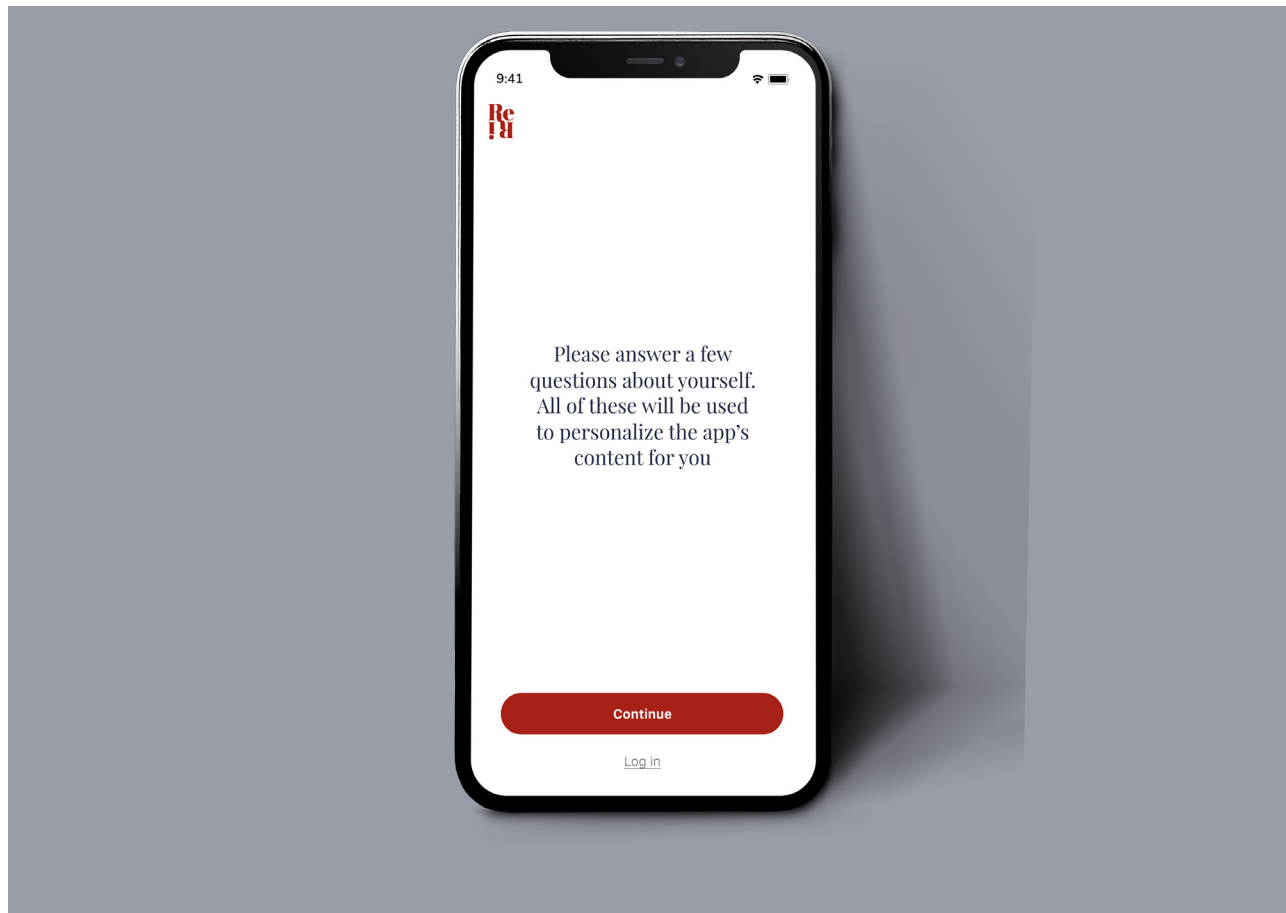 9:41
Re
Ri
Please answer a few
questions about yourself.
All of these will be used
to personalize the app’s
content for you
Continue
Log in